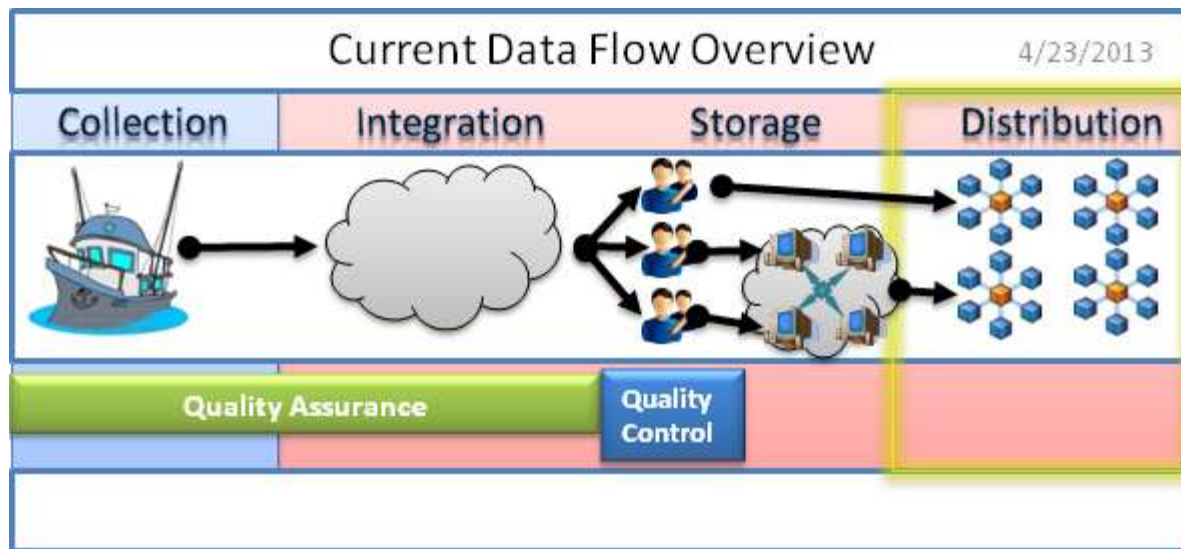 Current Data Flow Overview
4/23/2013
Collection
Integration
Storage
Distribution
Quality Assurance
Quality
Control